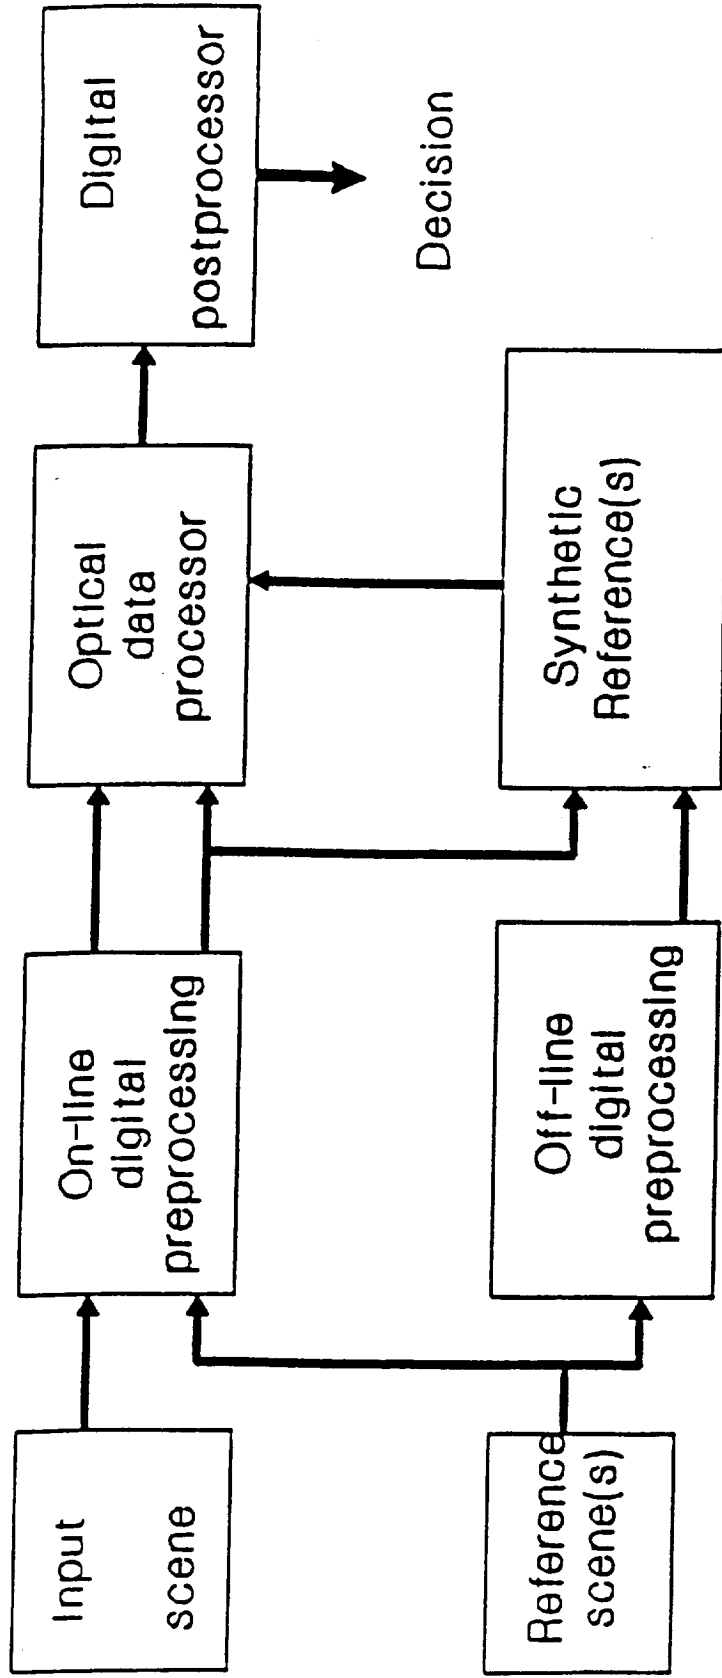 Input
scene
On-line
digital
preprocessing
Optical
data
processor
Digital
postprocessor
Decision
Reference
scene(s)
Off-line
digital
preprocessing
Synthetic
Reference(s)